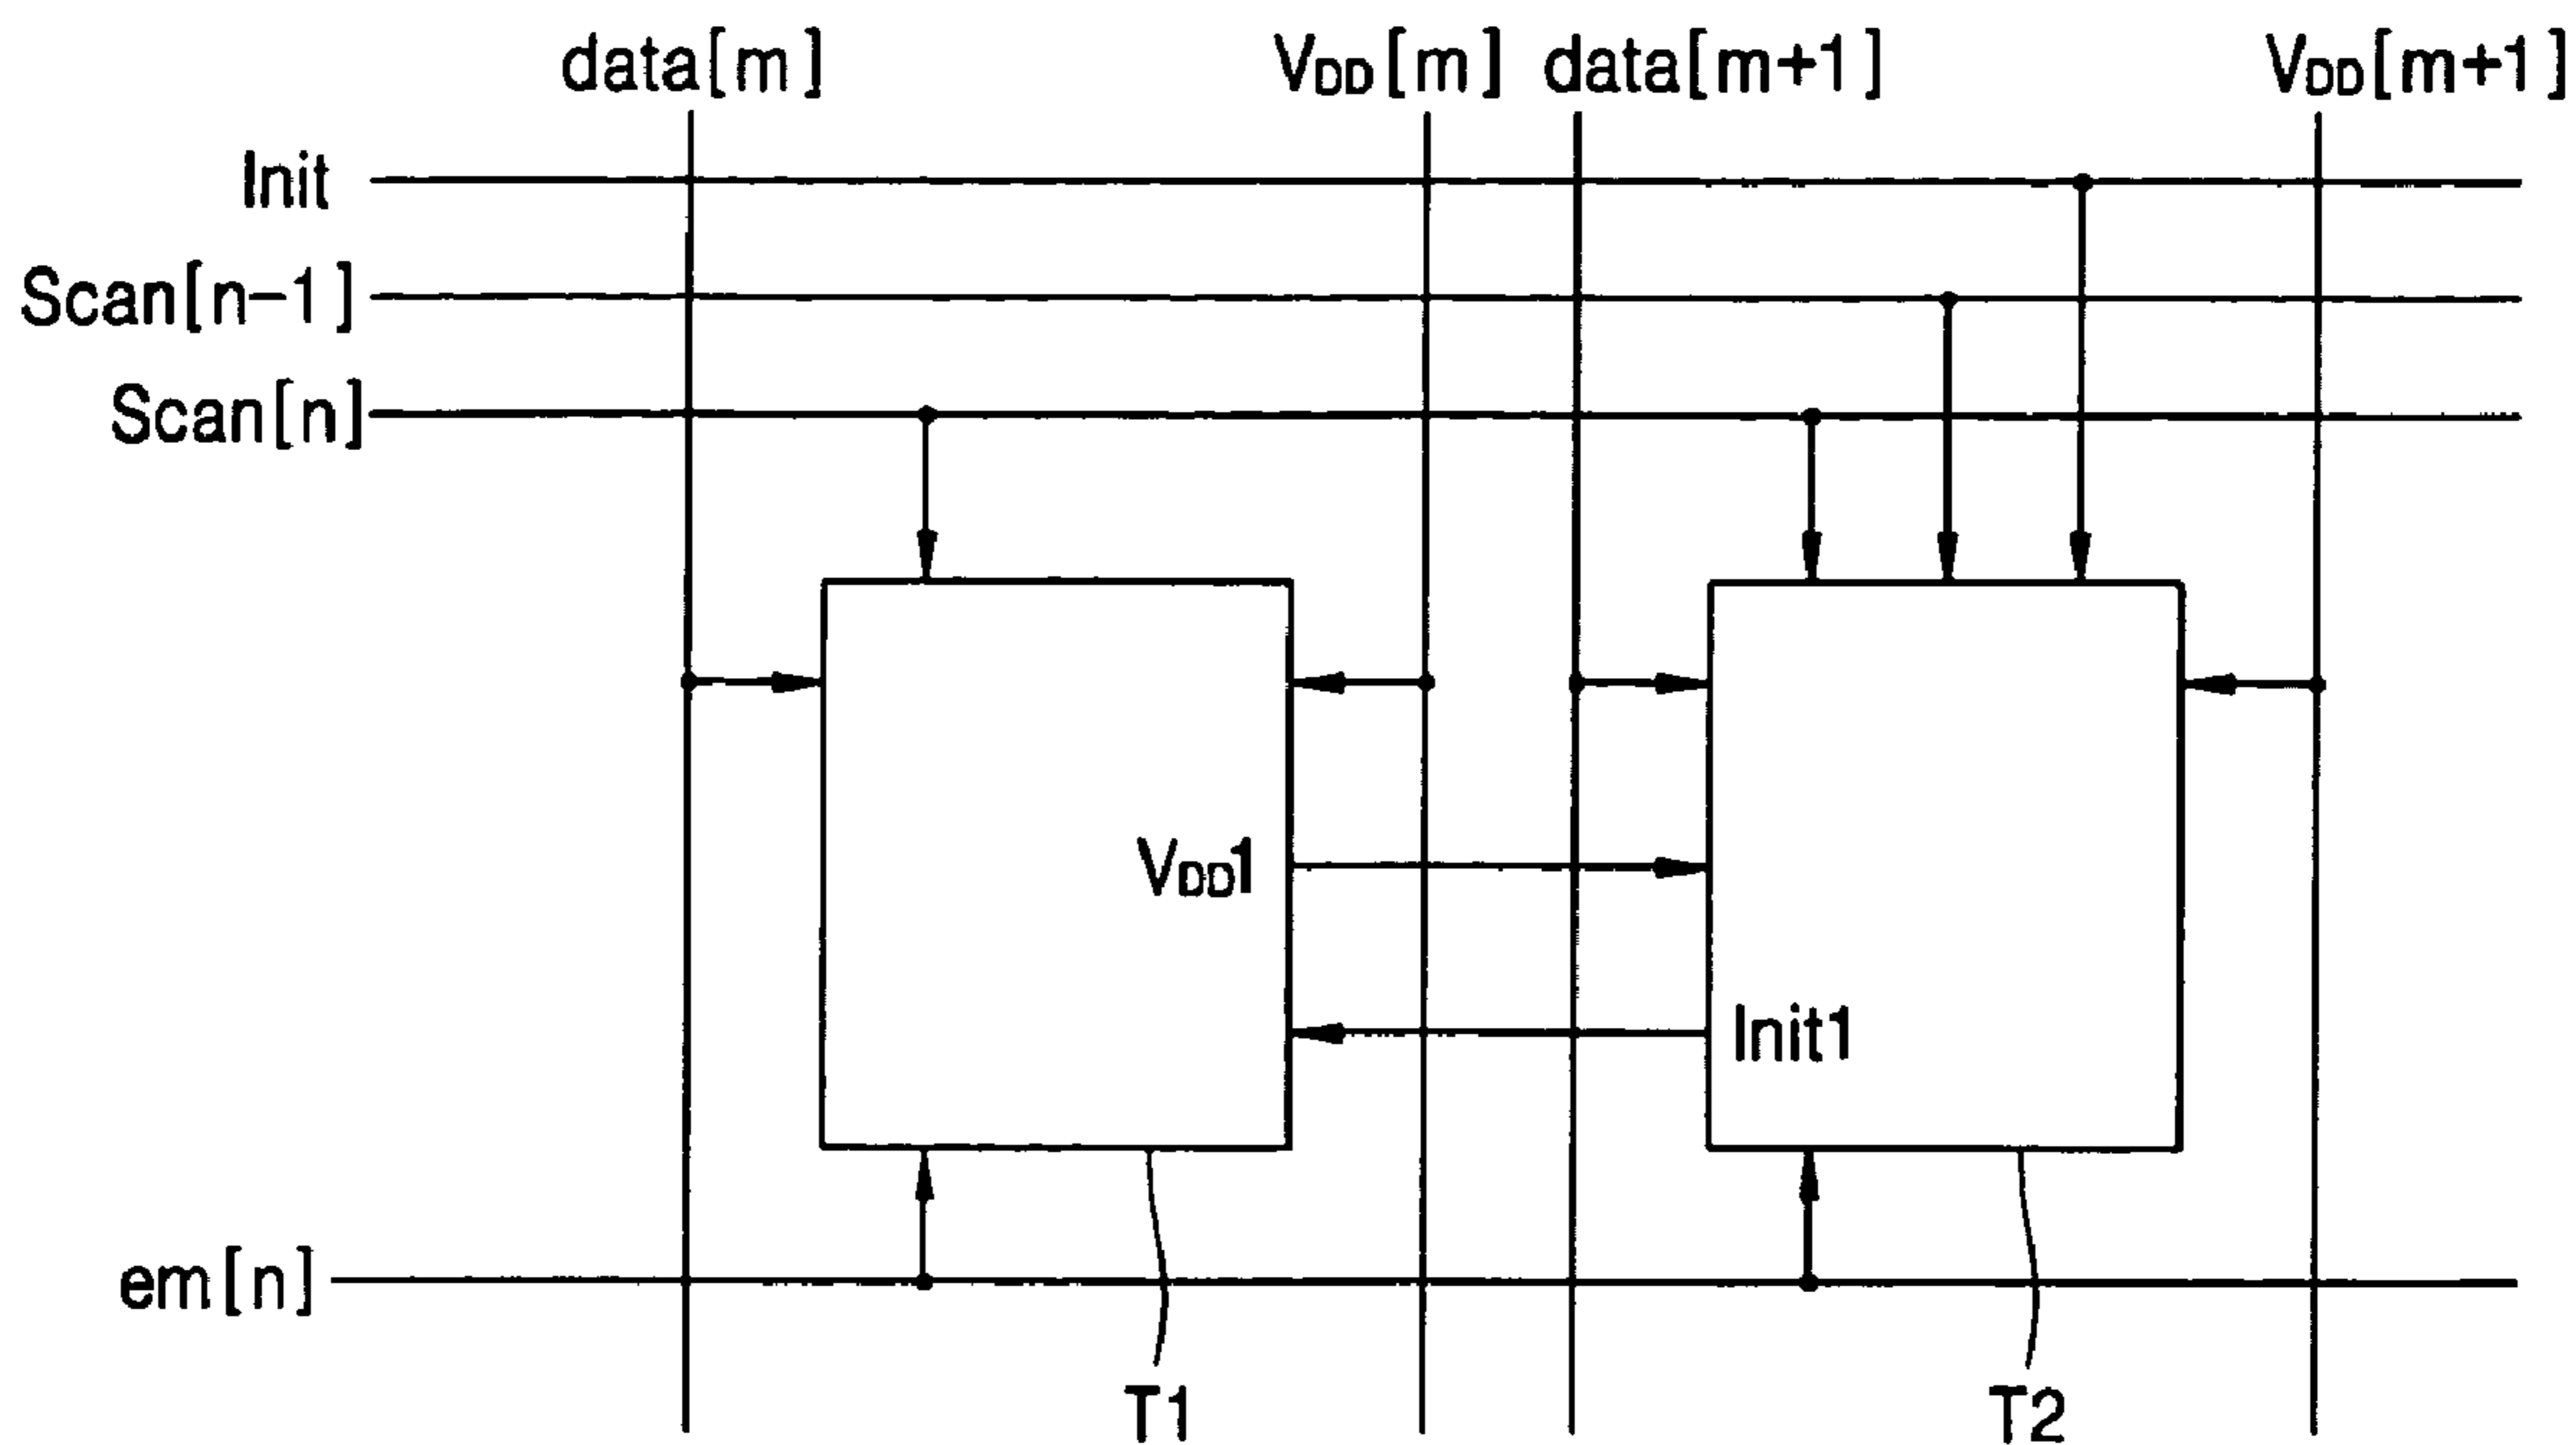 data[m] VDD[m] data[m+1] VDD[m+1]
Init
Scan[n-1]
Scan[n]
VDD1
Init1
em[n]
T1 T2